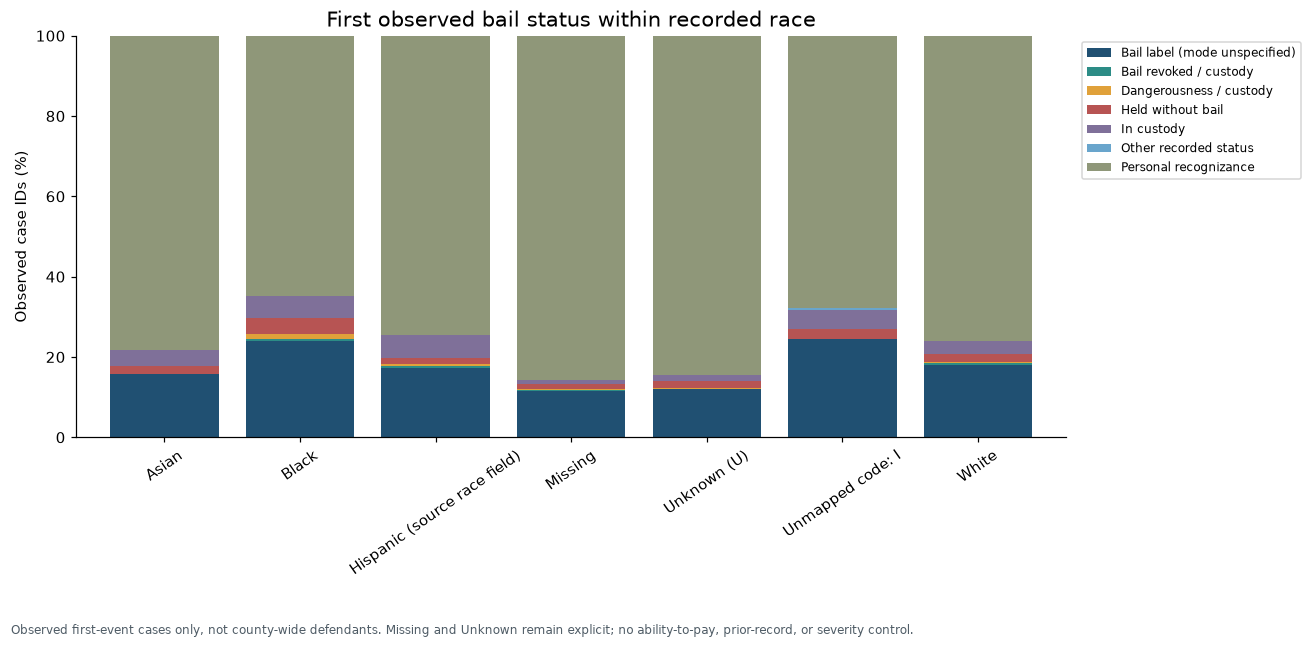 First observed bail status within recorded race
Observed case IDs (%)
100
80
60
40
20
0
Asian
Black
Hispanic (source race field)
Missing
Unknown (U)
Unmapped code: I
White
Bail label (mode unspecified)
Bail revoked / custody
Dangerousness / custody
Held without bail
In custody
Other recorded status
Personal recognizance
Observed first-event cases only, not county-wide defendants. Missing and Unknown remain explicit; no ability-to-pay, prior-record, or severity control.